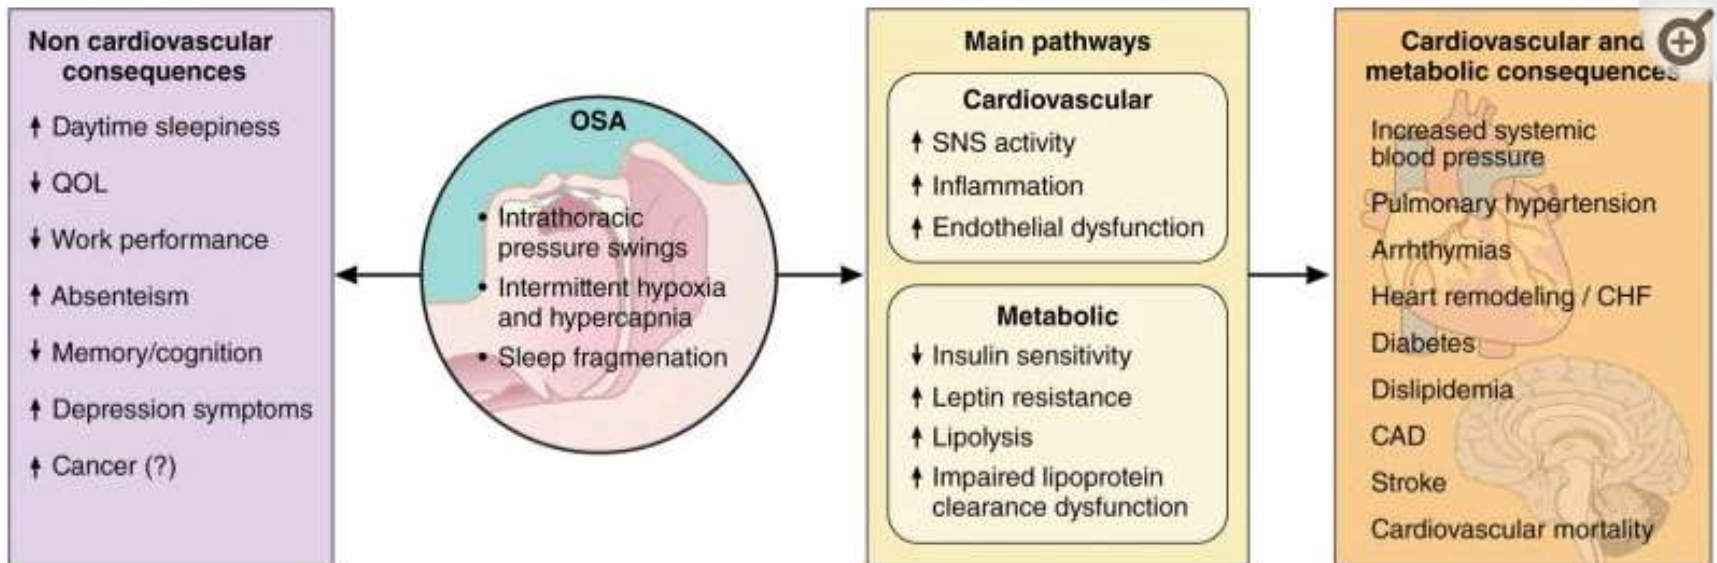 Non cardiovascular
consequences
↑ Daytime sleepiness
↓ QOL
↓ Work performance
↑ Absenteism
↓ Memory/cognition
↑ Depression symptoms
↑ Cancer (?)
OSA
• Intrathoracic
pressure swings
• Intermittent hypoxia
and hypercapnia
• Sleep fragmenation
Main pathways
Cardiovascular
↑ SNS activity
↑ Inflammation
↑ Endothelial dysfunction
Metabolic
↓ Insulin sensitivity
↑ Leptin resistance
↑ Lipolysis
↑ Impaired lipoprotein
clearance dysfunction
Cardiovascular and
metabolic consequences
Increased systemic
blood pressure
Pulmonary hypertension
Arrhthymias
Heart remodeling / CHF
Diabetes
Dislipidemia
CAD
Stroke
Cardiovascular mortality